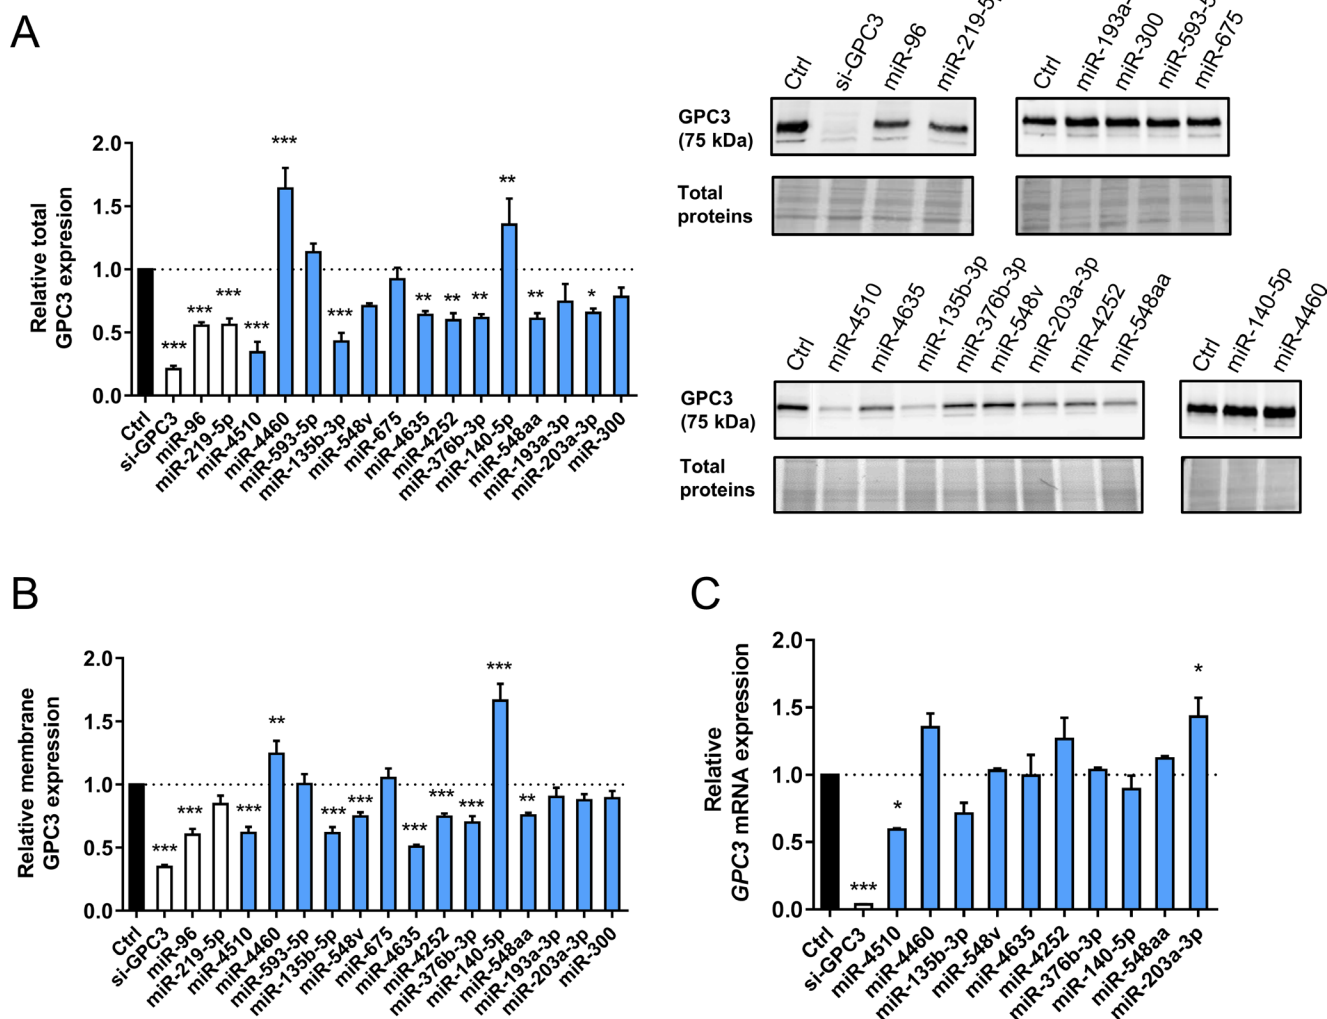 A
Relative total
GPC3 expression
2.0
1.5
1.0
0.5
0.0
***
***
***
***
***
***
**
**
**
**
**
*
Ctrl
si-GPC3
miR-96
miR-219-5p
miR-4510
miR-4460
miR-593-5p
miR-135b-3p
miR-548v
miR-675
miR-4635
miR-4252
miR-376b-3p
miR-140-5p
miR-548aa
miR-193a-3p
miR-203a-3p
miR-300
Ctrl
si-GPC3
miR-96
Ctrl
miR-300
miR-675
GPC3
(75 kDa)
Total
proteins
Ctrl
miR-4510
miR-4635
miR-135b-3p
miR-376b-3p
miR-548v
miR-203a-3p
miR-4252
miR-548aa
Ctrl
miR-140-5p
miR-4460
GPC3
(75 kDa)
Total
proteins
B
Relative membrane
GPC3 expression
2.0
1.5
1.0
0.5
0.0
***
***
***
**
***
***
***
***
***
***
**
Ctrl
si-GPC3
miR-96
miR-219-5p
miR-4510
miR-4460
miR-593-5p
miR-135b-5p
miR-548v
miR-675
miR-4635
miR-4252
miR-376b-3p
miR-140-5p
miR-548aa
miR-193a-3p
miR-203a-3p
miR-300
C
Relative
GPC3 mRNA expression
2.0
1.5
1.0
0.5
0.0
***
*
*
Ctrl
si-GPC3
miR-4510
miR-4460
miR-135b-3p
miR-548v
miR-4635
miR-4252
miR-376b-3p
miR-140-5p
miR-548aa
miR-203a-3p